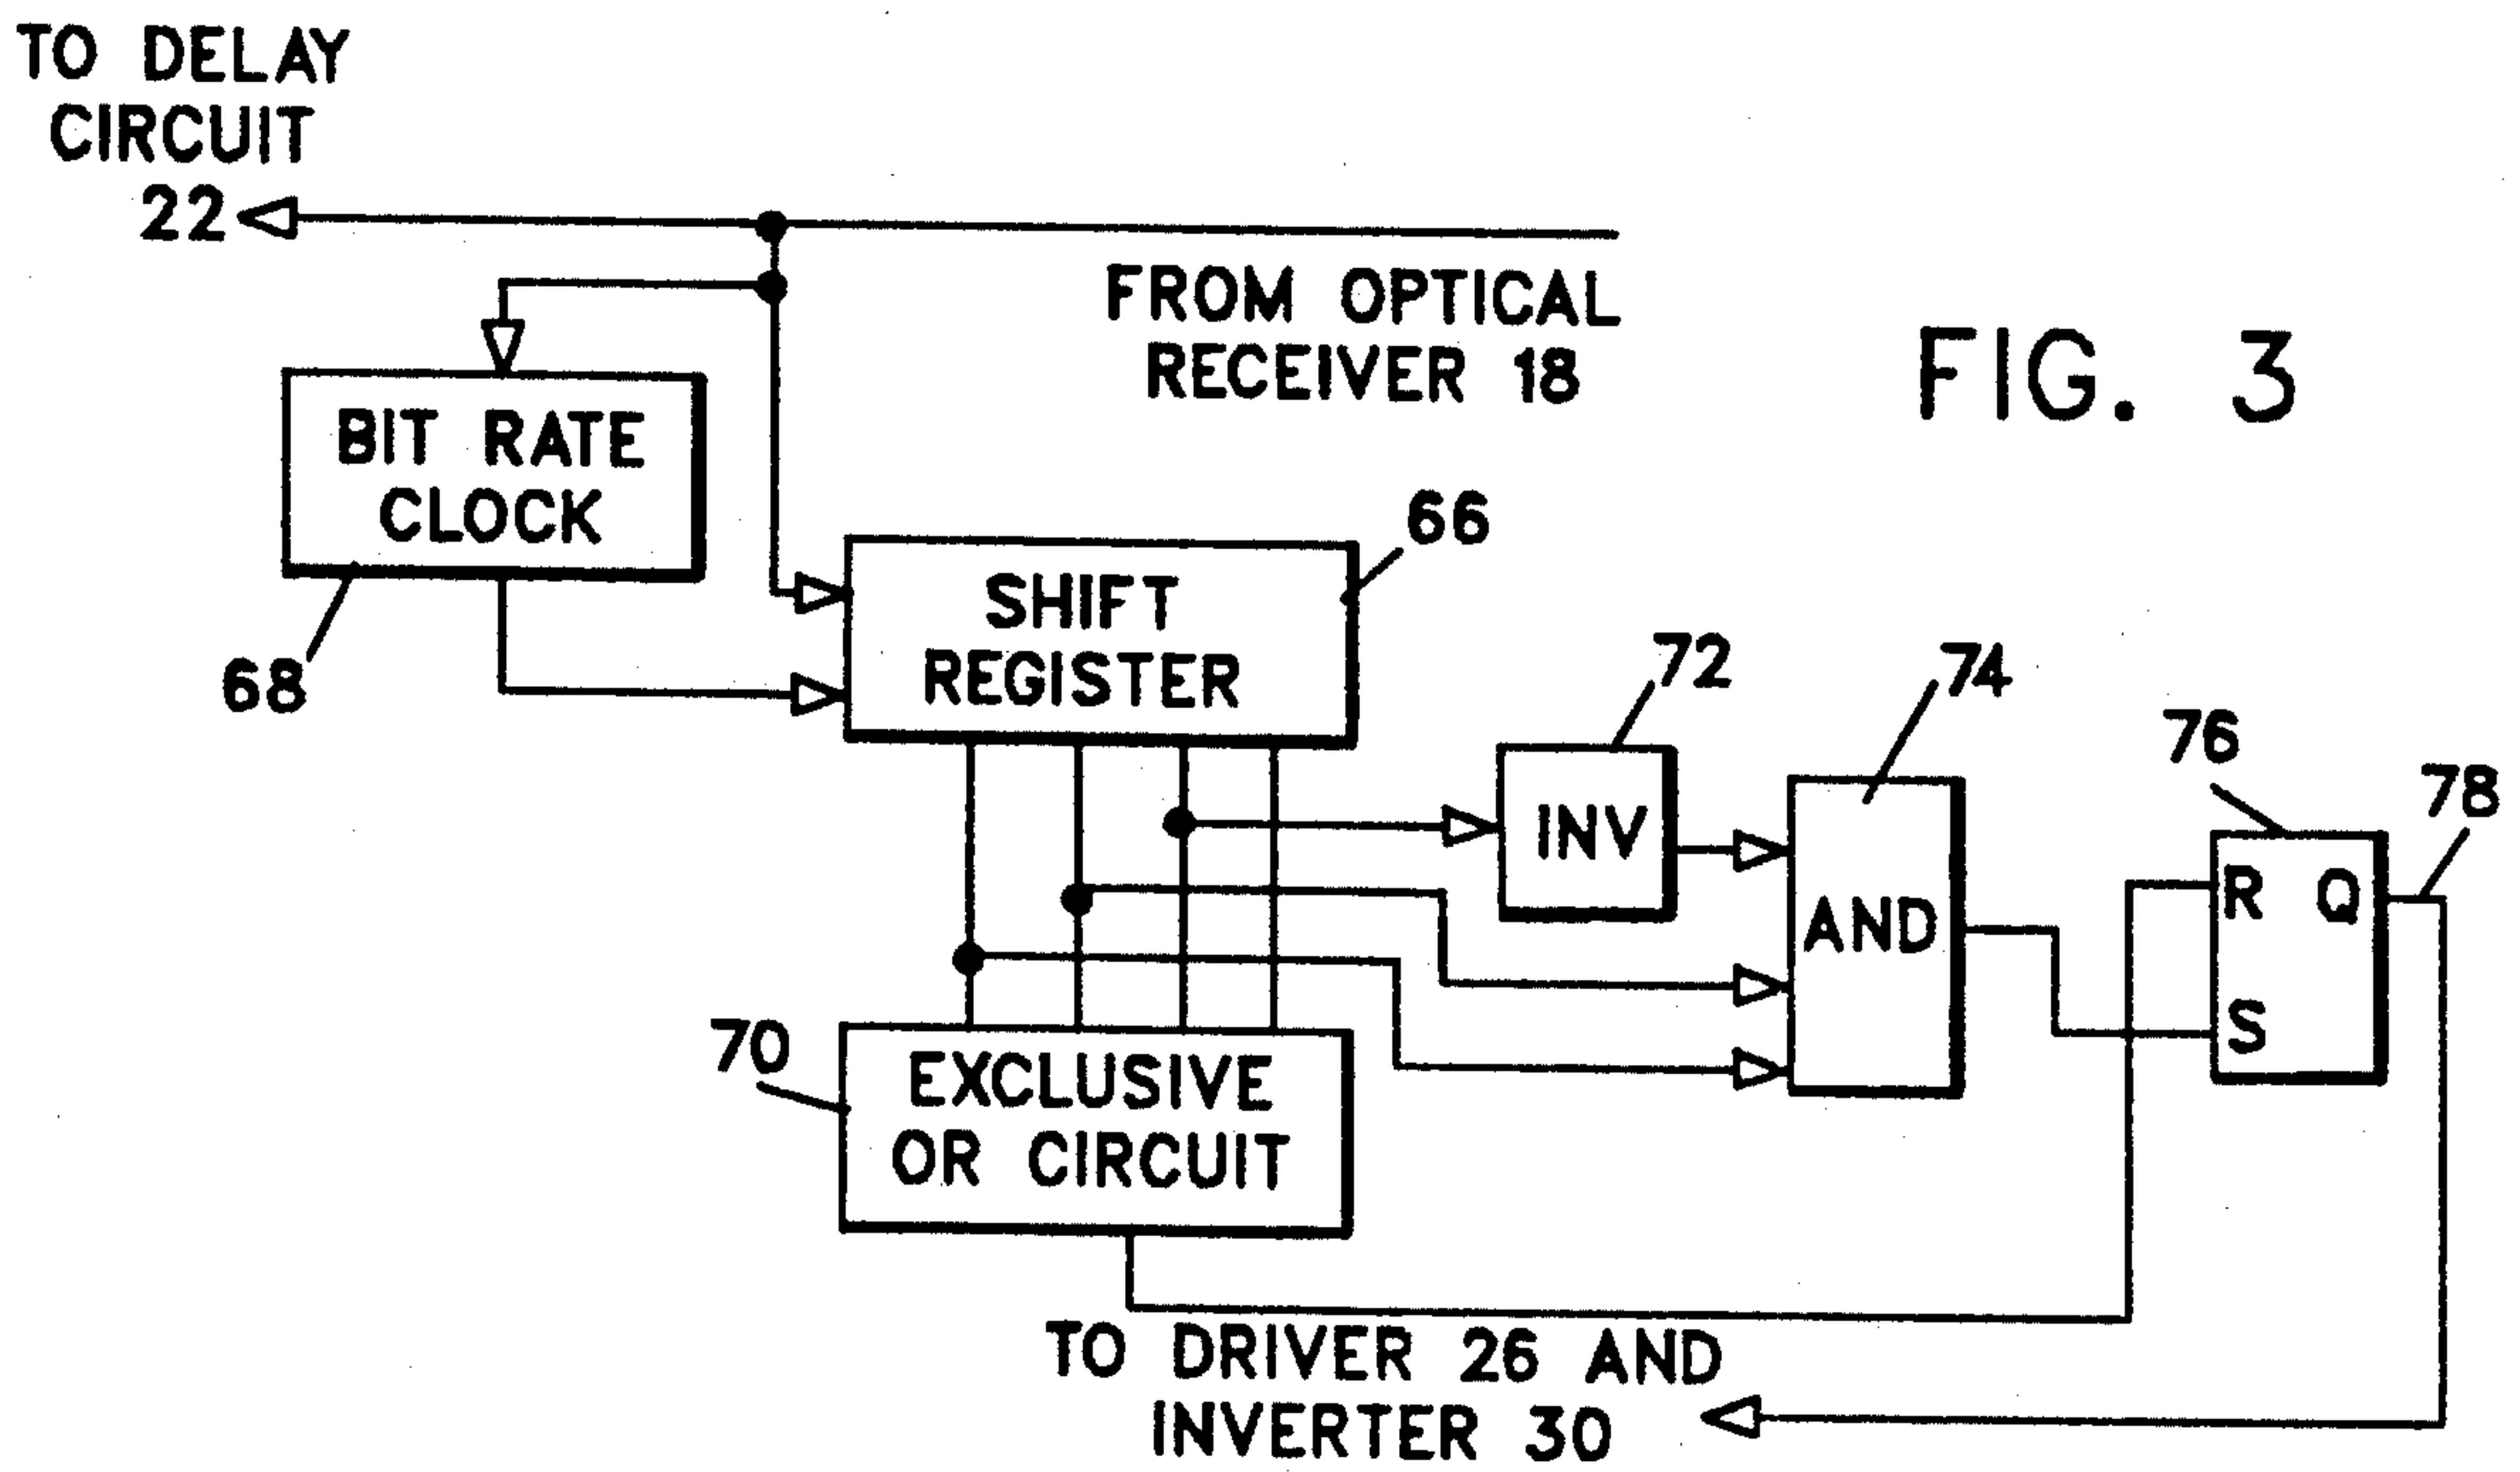 TO DELAY
CIRCUIT
22
FROM OPTICAL
RECEIVER 18
FIG. 3
BIT RATE
CLOCK
68
66
SHIFT
REGISTER
72
74
76
78
INV
AND
R Q
S
70
EXCLUSIVE
OR CIRCUIT
TO DRIVER 26 AND
INVERTER 30